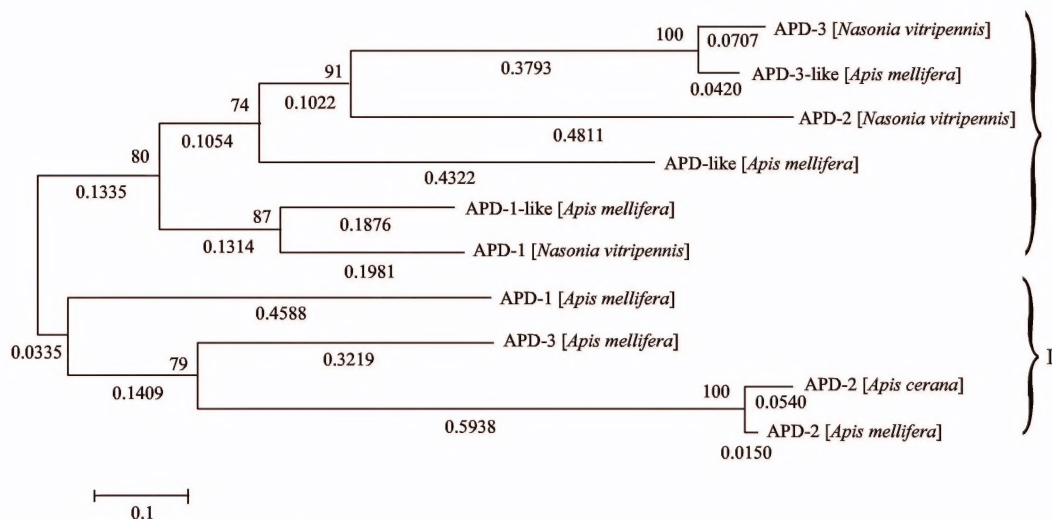 100
0.0707
APD-3 [Nasonia vitripennis]
91
0.3793
APD-3-like [Apis mellifera]
0.0420
74
0.1022
APD-2 [Nasonia vitripennis]
0.4811
80
0.1054
APD-like [Apis mellifera]
0.4322
0.1335
87
APD-1-like [Apis mellifera]
0.1876
0.1314
APD-1 [Nasonia vitripennis]
0.1981
APD-1 [Apis mellifera]
0.4588
0.0335
79
APD-3 [Apis mellifera]
0.3219
0.1409
100
APD-2 [Apis cerana]
0.0540
0.5938
APD-2 [Apis mellifera]
0.0150
0.1